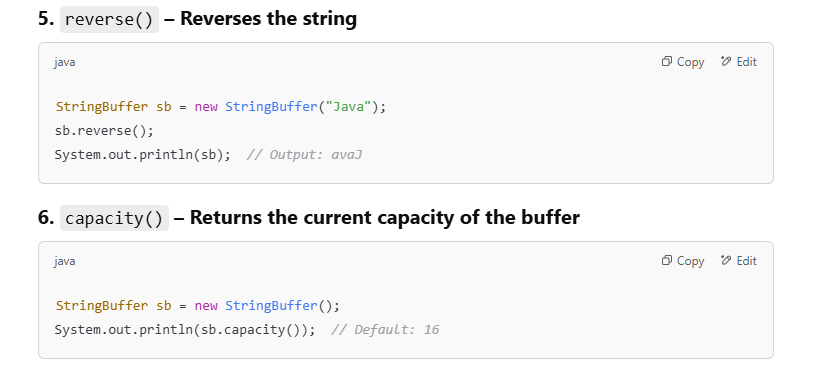 5. reverse() – Reverses the string
java
Copy Edit
StringBuffer sb = new StringBuffer("Java");
sb.reverse();
System.out.println(sb);  // Output: avaJ
6. capacity() – Returns the current capacity of the buffer
java
Copy Edit
StringBuffer sb = new StringBuffer();
System.out.println(sb.capacity());  // Default: 16